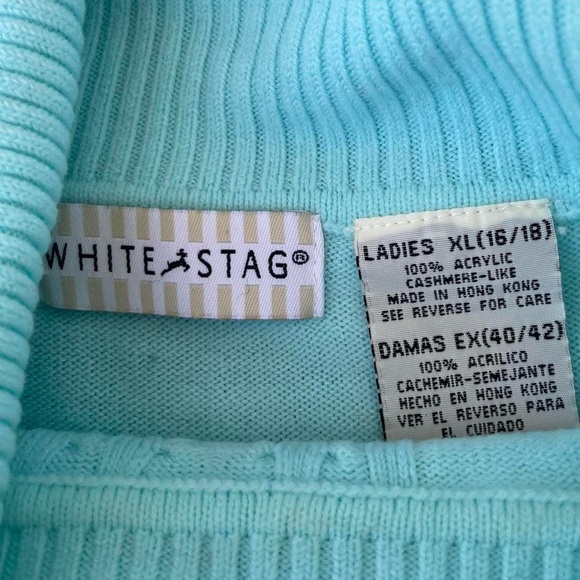 WHITE STAG®
LADIES XL(16/18)
100% ACRYLIC
CASHMERE-LIKE
MADE IN HONG KONG
SEE REVERSE FOR CARE
DAMAS EX(40/42)
100% ACRILICO
CACHEMIR-SEMEJANTE
HECHO EN HONG KONG
VER EL REVERSO PARA
EL CUIDADO